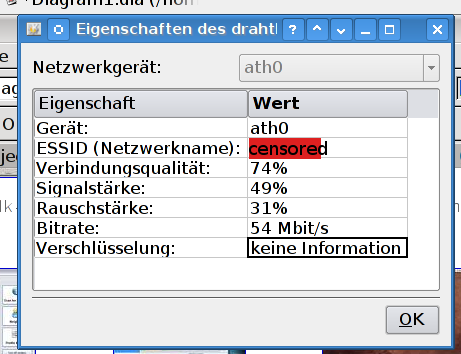 *Diagram1.dia (/hom
Eigenschaften des drahtl
Netzwerkgerät: ath0
Eigenschaft Wert
Gerät: ath0
ESSID (Netzwerkname): censored
Verbindungsqualität: 74%
Signalstärke: 49%
Rauschstärke: 31%
Bitrate: 54 Mbit/s
Verschlüsselung: keine Information
OK